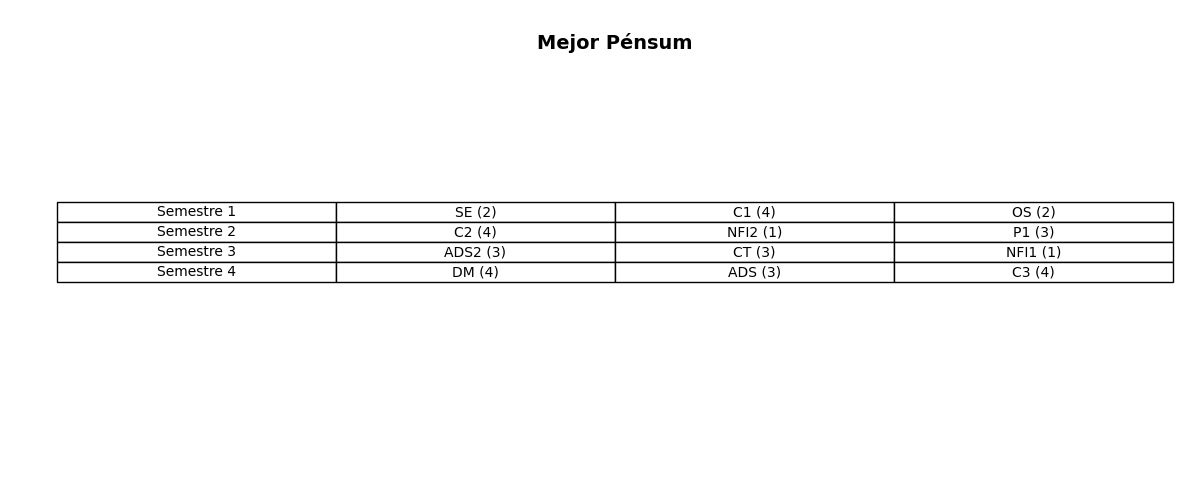 Mejor Pénsum
Semestre 1 SE (2) C1 (4) OS (2)
Semestre 2 C2 (4) NFI2 (1) P1 (3)
Semestre 3 ADS2 (3) CT (3) NFI1 (1)
Semestre 4 DM (4) ADS (3) C3 (4)